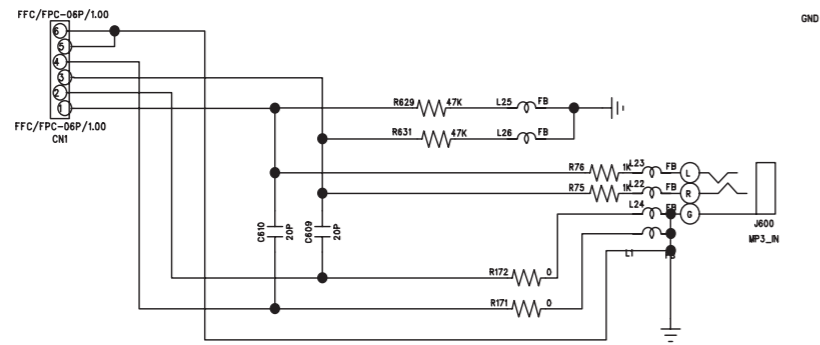 FFC/FPC-06P/1.00
GND
6
5
4
3
2
1
FFC/FPC-06P/1.00
CN1
R629 47K L25 FB
R631 47K L26 FB
R76 1K L23 FB L
R75 1K L22 FB R
L24 FB G
J600
MP3_IN
C610 20P
C609 20P
L1 FB
R172 0
R171 0